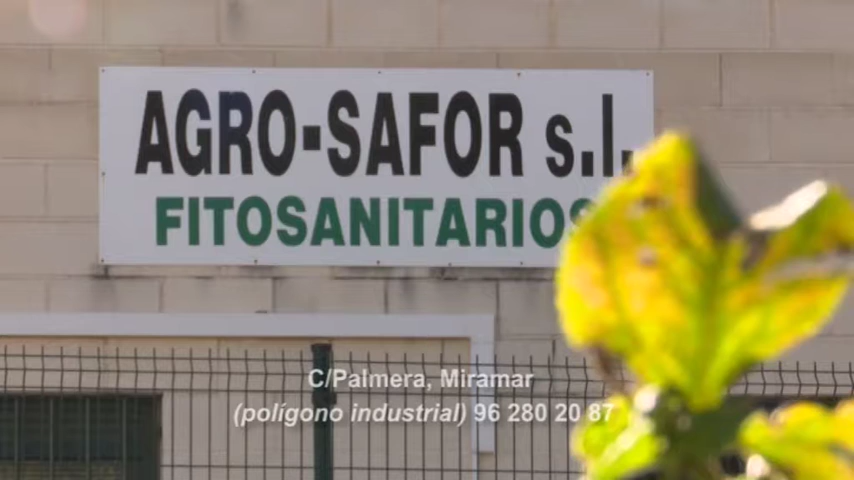 AGRO-SAFOR s.l.
FITOSANITARIOS
C/Palmera, Miramar
(polígono industrial) 96 280 20 87